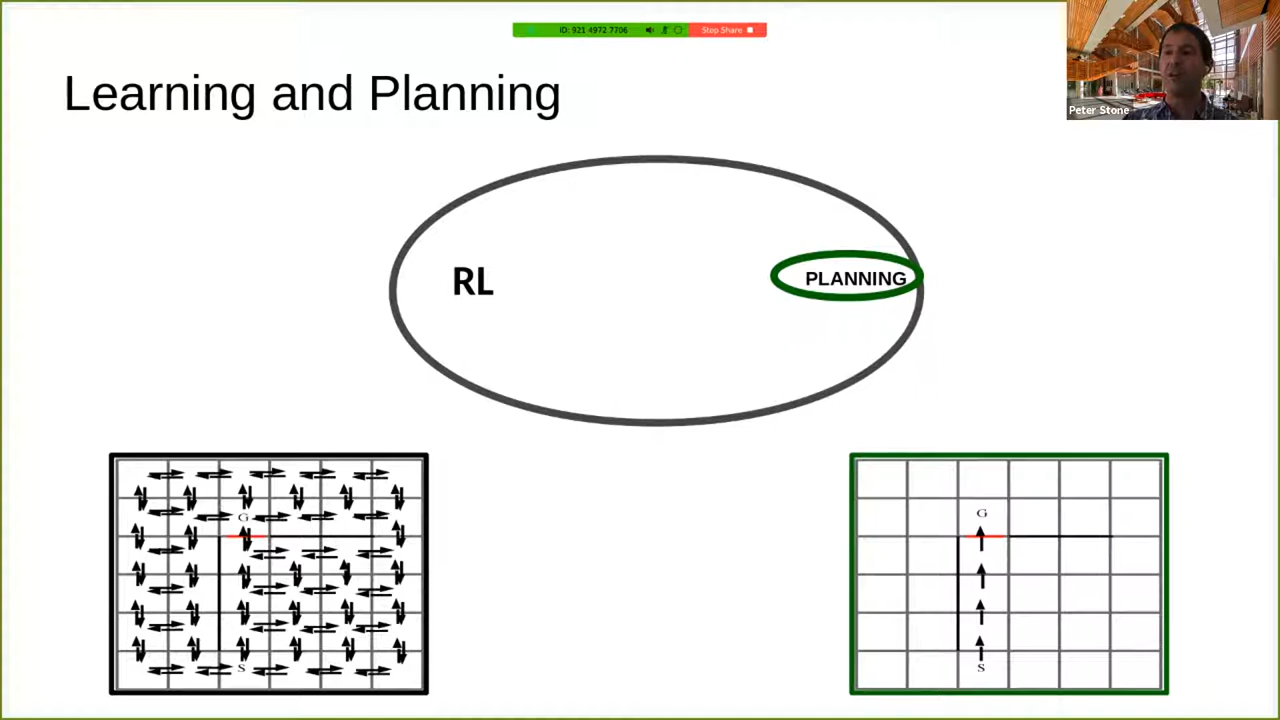 ID: 921 4972 7706
Stop Share
Peter Stone
Learning and Planning
RL
PLANNING
G
S
G
S